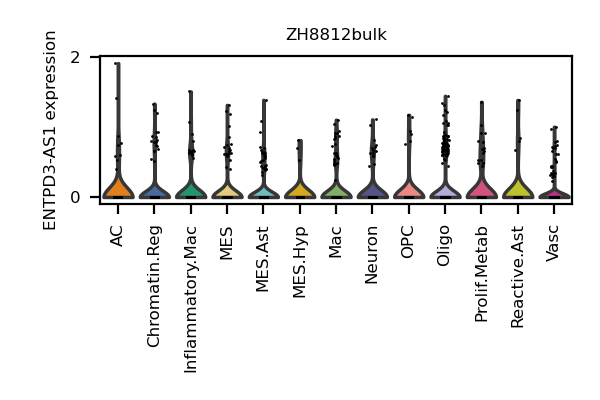 ZH8812bulk
ENTPD3-AS1 expression
2
0
AC
Chromatin.Reg
Inflammatory.Mac
MES
MES.Ast
MES.Hyp
Mac
Neuron
OPC
Oligo
Prolif.Metab
Reactive.Ast
Vasc